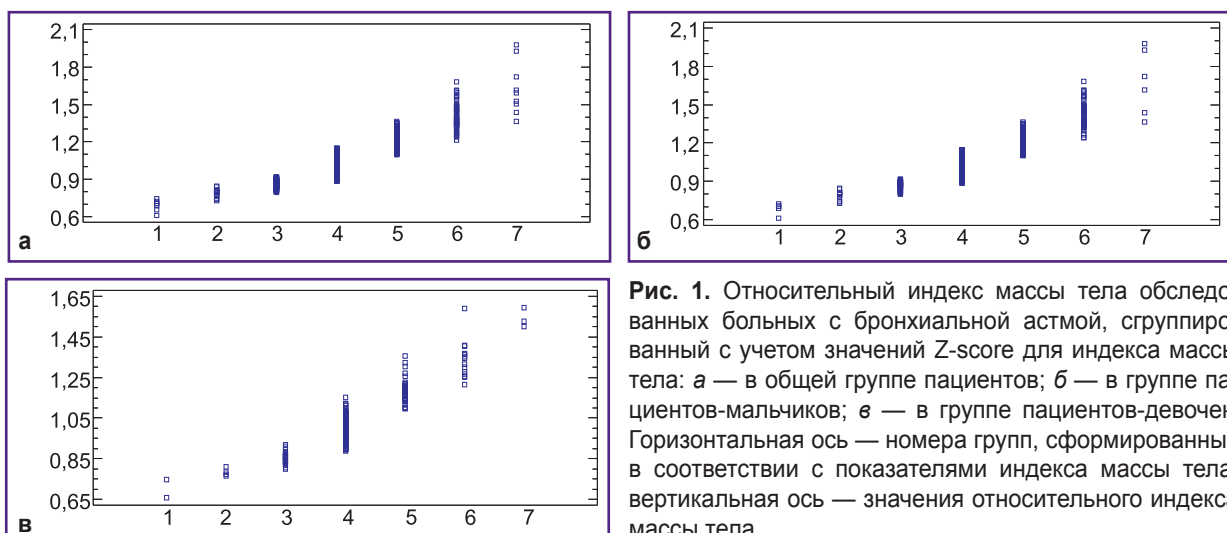 2,1
1,8
1,5
1,2
0,9
0,6
1 2 3 4 5 6 7
а
2,1
1,8
1,5
1,2
0,9
0,6
1 2 3 4 5 6 7
б
1,65
1,45
1,25
1,05
0,85
0,65
1 2 3 4 5 6 7
в
Рис. 1. Относительный индекс массы тела обследо
ванных больных с бронхиальной астмой, сгруппиро
ванный с учетом значений Z-score для индекса массы
тела: а — в общей группе пациентов; б — в группе па
циентов-мальчиков; в — в группе пациентов-девочек
Горизонтальная ось — номера групп, сформированны
в соответствии с показателями индекса массы тела
вертикальная ось — значения относительного индекса
массы тела